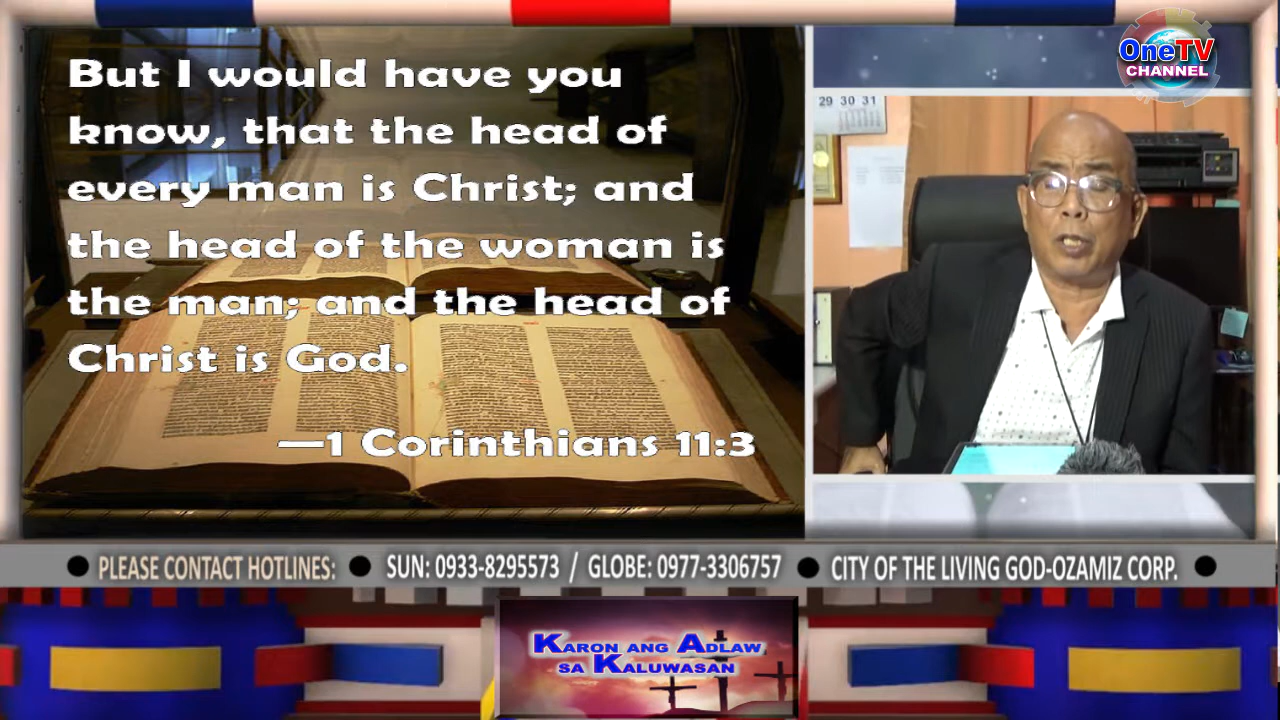 But I would have you
know, that the head of
every man is Christ; and
the head of the woman is
the man; and the head of
Christ is God.
—1 Corinthians 11:3
OneTV
CHANNEL
29 30 31
PLEASE CONTACT HOTLINES: ● SUN: 0933-8295573 / GLOBE: 0977-3306757 ● CITY OF THE LIVING GOD-OZAMIZ CORP. ●
KARON ANG ADLAW
SA KALUWASAN